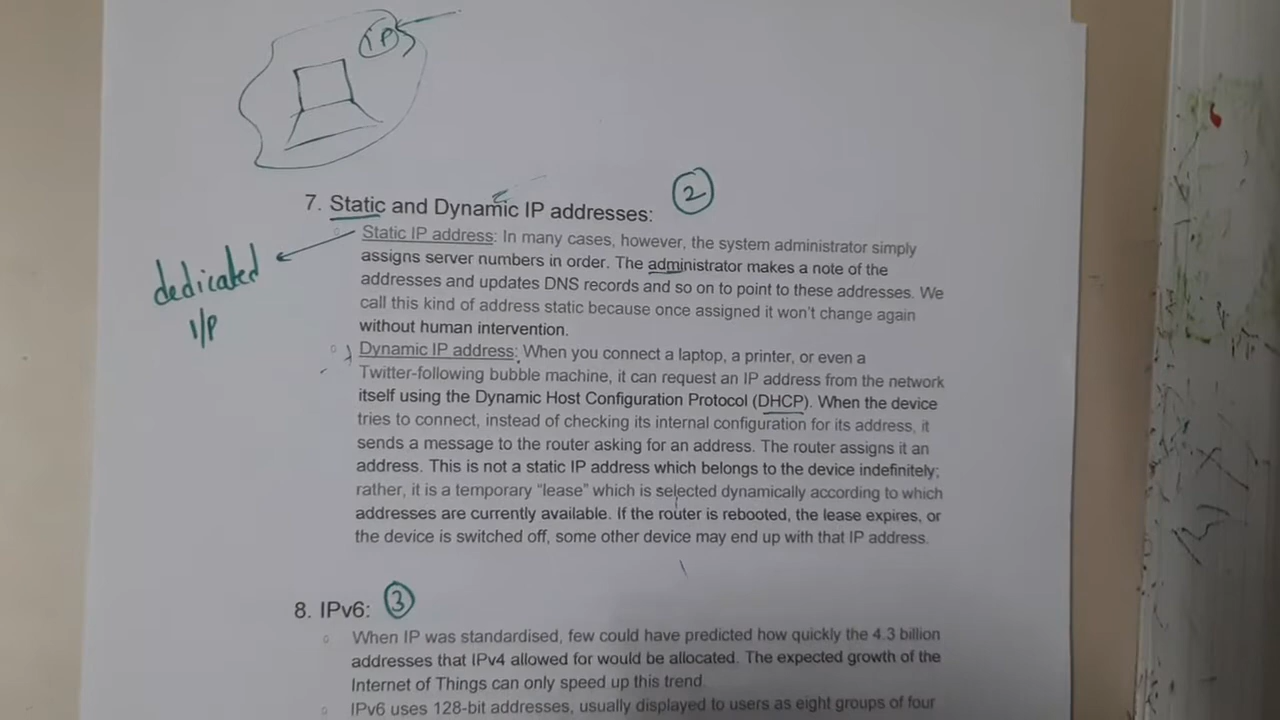 IP
7. Static and Dynamic IP addresses:
2
Static IP address: In many cases, however, the system administrator simply
assigns server numbers in order. The administrator makes a note of the
addresses and updates DNS records and so on to point to these addresses. We
call this kind of address static because once assigned it won't change again
without human intervention.
dedicated
I/P
Dynamic IP address: When you connect a laptop, a printer, or even a
Twitter-following bubble machine, it can request an IP address from the network
itself using the Dynamic Host Configuration Protocol (DHCP). When the device
tries to connect, instead of checking its internal configuration for its address, it
sends a message to the router asking for an address. The router assigns it an
address. This is not a static IP address which belongs to the device indefinitely;
rather, it is a temporary “lease” which is selected dynamically according to which
addresses are currently available. If the router is rebooted, the lease expires, or
the device is switched off, some other device may end up with that IP address.
8. IPv6:
3
When IP was standardised, few could have predicted how quickly the 4.3 billion
addresses that IPv4 allowed for would be allocated. The expected growth of the
Internet of Things can only speed up this trend.
IPv6 uses 128-bit addresses, usually displayed to users as eight groups of four